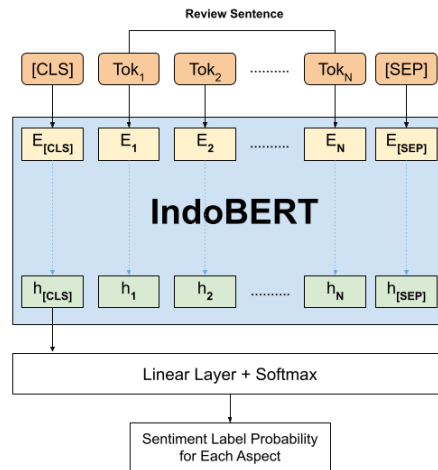 Review Sentence
[CLS] Tok1 Tok2 .......... TokN [SEP]
E[CLS] E1 E2 .......... EN E[SEP]
IndoBERT
h[CLS] h1 h2 .......... hN h[SEP]
Linear Layer + Softmax
Sentiment Label Probability
for Each Aspect